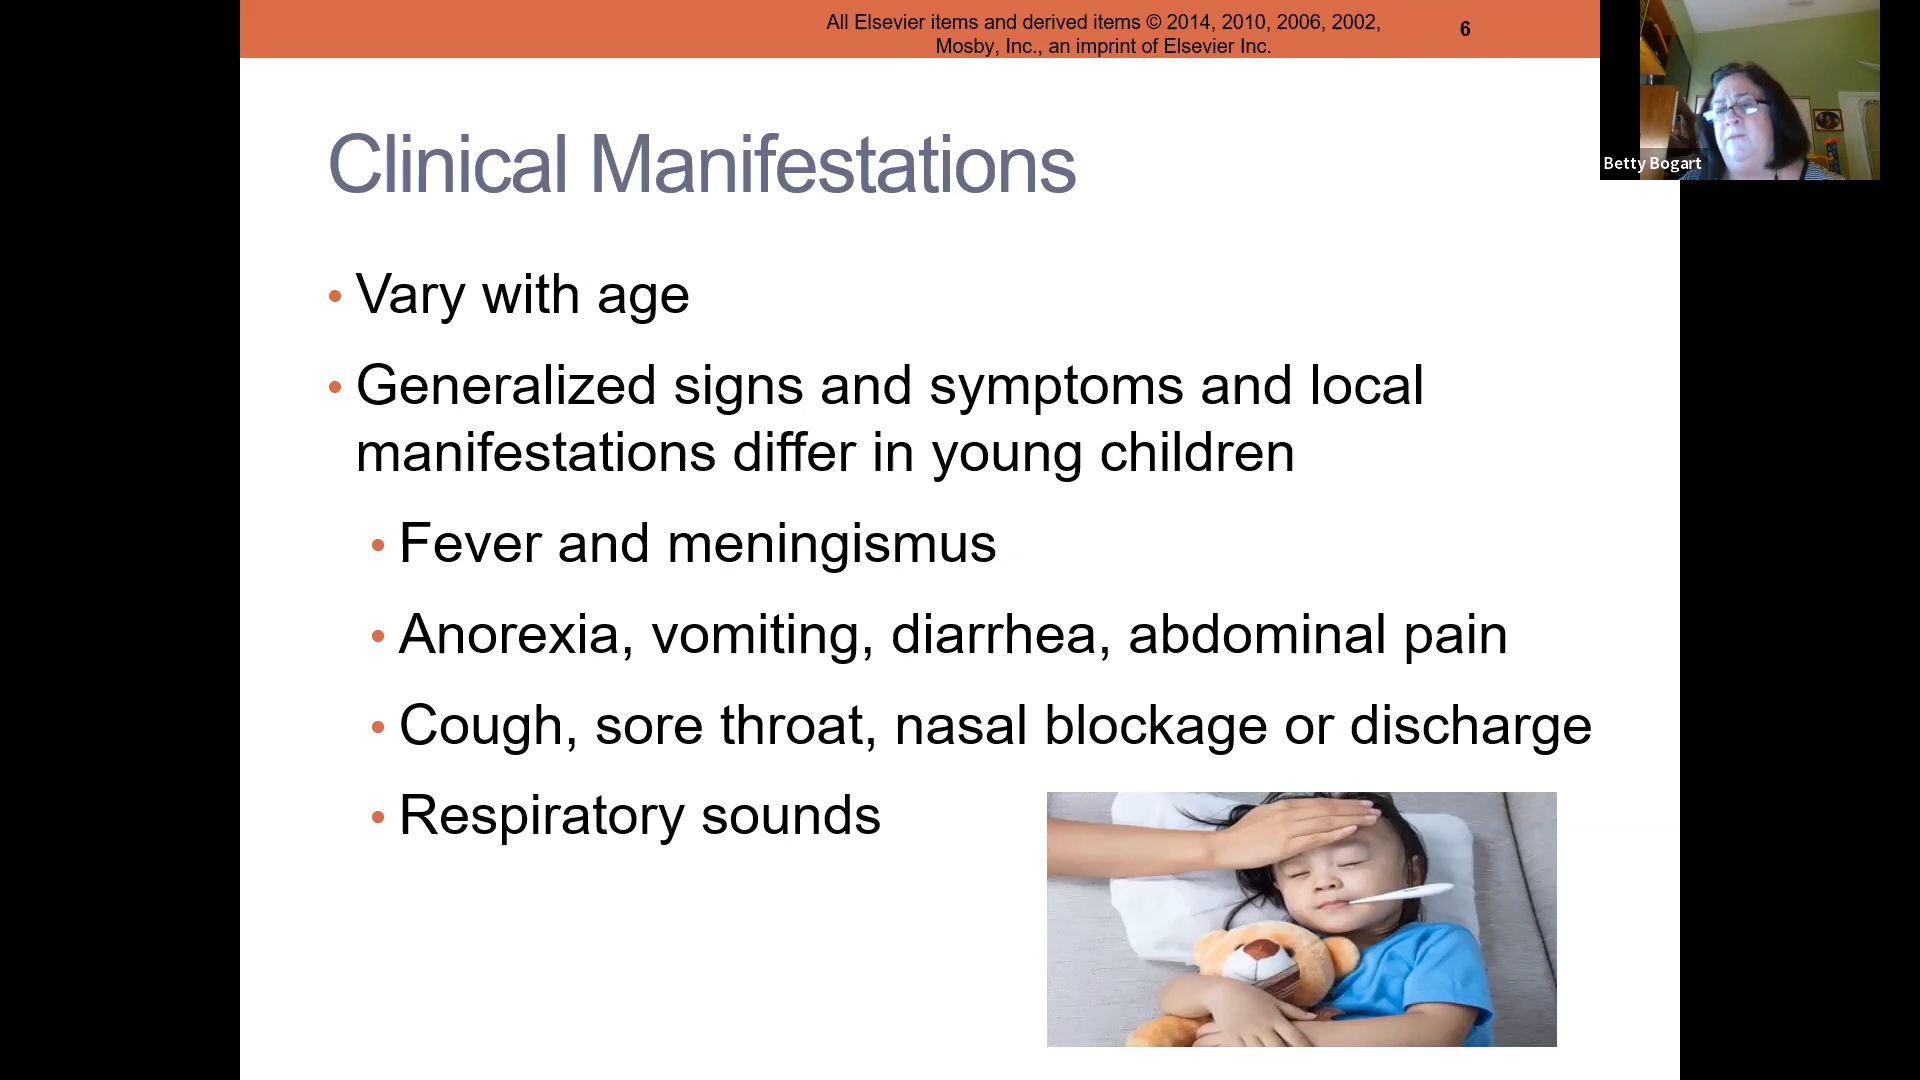 All Elsevier items and derived items © 2014, 2010, 2006, 2002,
Mosby, Inc., an imprint of Elsevier Inc.
6
Betty Bogart
Clinical Manifestations
• Vary with age
• Generalized signs and symptoms and local
manifestations differ in young children
• Fever and meningismus
• Anorexia, vomiting, diarrhea, abdominal pain
• Cough, sore throat, nasal blockage or discharge
• Respiratory sounds